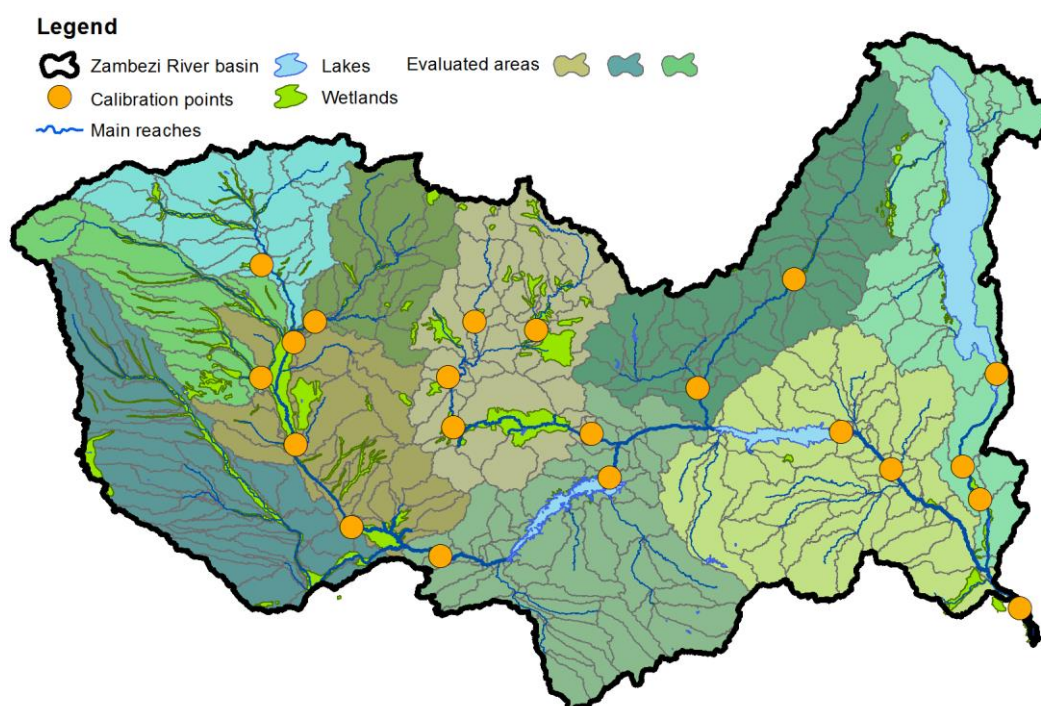 Legend
Zambezi River basin Lakes Evaluated areas
Calibration points Wetlands
Main reaches